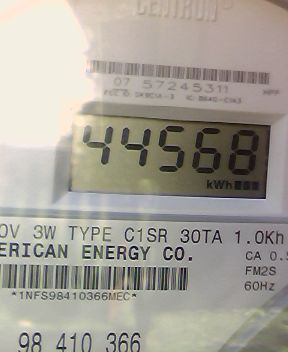 CENTRON
07 57245311
44568
kWh
0V 3W TYPE C1SR 30TA 1.0Kh
ERICAN ENERGY CO.
CA 0.5
FM2S
*1NFS98410366MEC*
60Hz
98 410 366